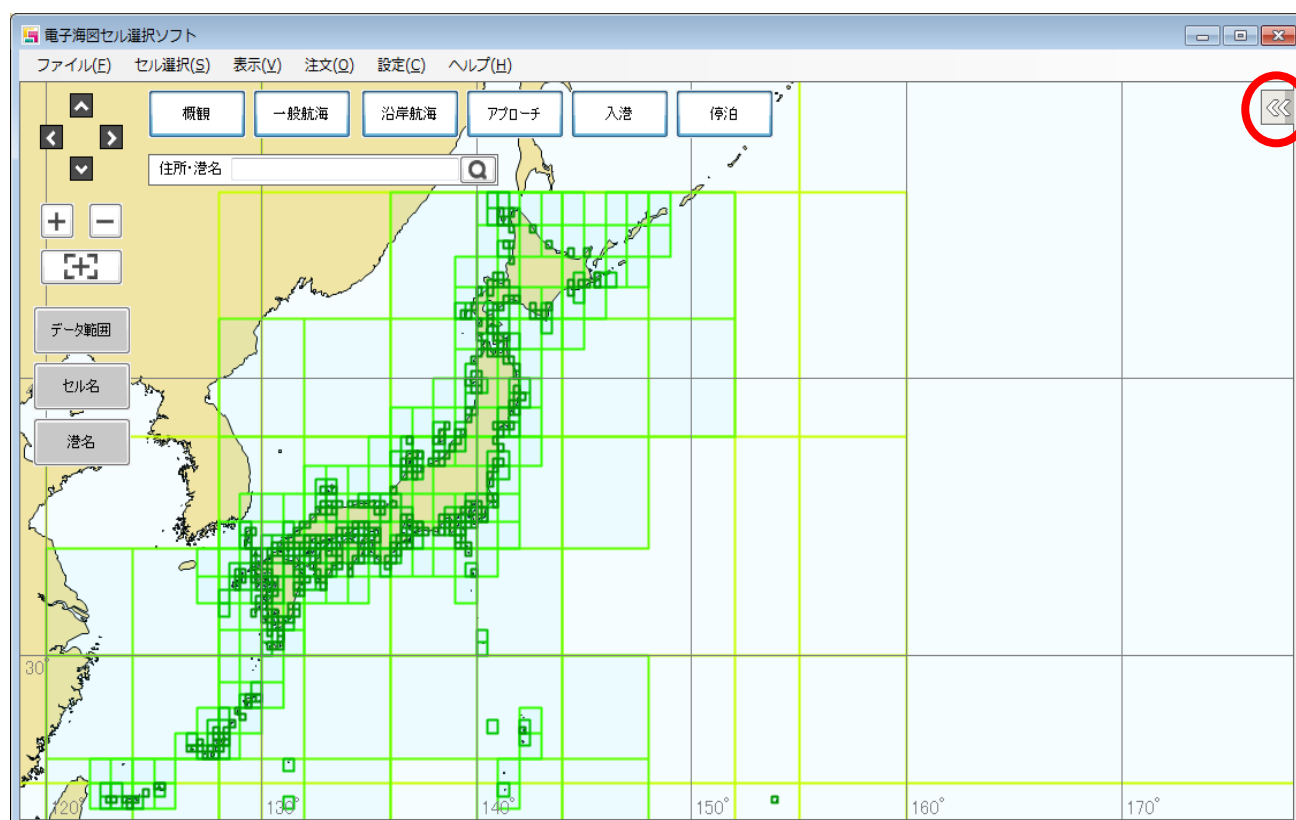 電子海図セル選択ソフト
ファイル(F) セル選択(S) 表示(V) 注文(O) 設定(C) ヘルプ(H)
概観 一般航海 沿岸航海 アプローチ 入港 停泊
住所・港名
データ範囲
セル名
港名
30°
120° 130° 140° 150° 160° 170°